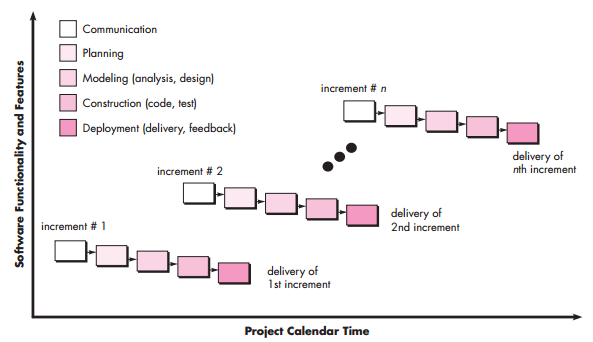 Communication
Planning
Modeling (analysis, design)
Construction (code, test)
Deployment (delivery, feedback)
Software Functionality and Features
increment # n
delivery of
nth increment
increment # 2
delivery of
2nd increment
increment # 1
delivery of
1st increment
Project Calendar Time